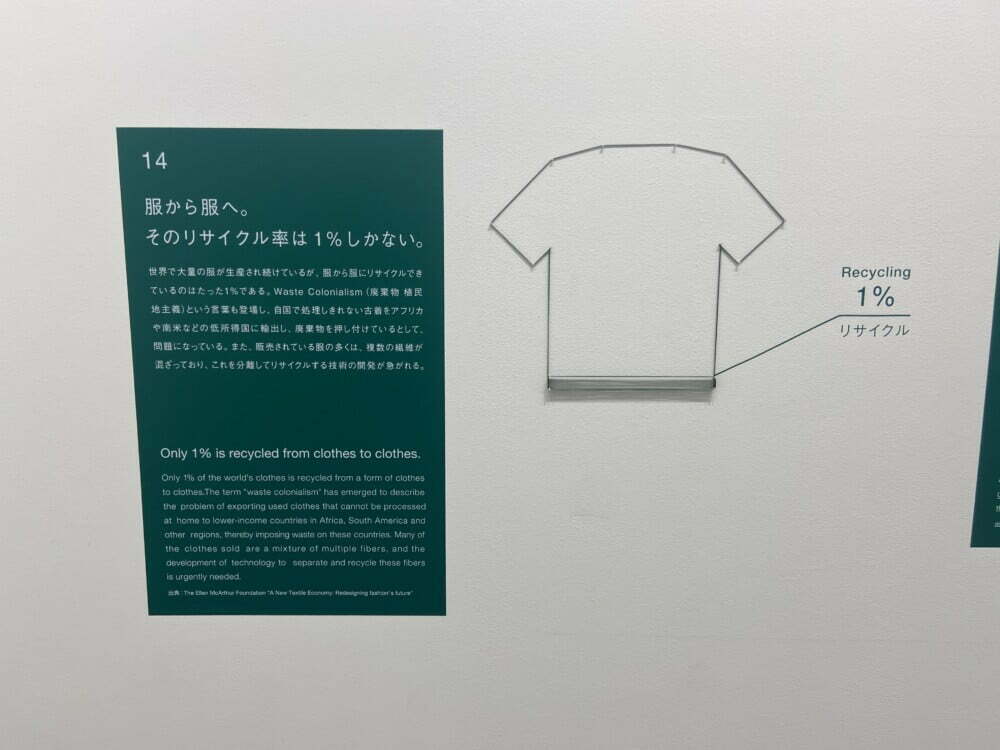 14
服から服へ。
そのリサイクル率は1%しかない。
世界で大量の服が生産され続けているが、服から服にリサイクルでき
ているのはたった1%である。Waste Colonialism（廃棄物 植民
地主義）という言葉も登場し、自国で処理しきれない古着をアフリカ
や南米などの低所得国に輸出し、廃棄物を押し付けているとして、
問題になっている。また、販売されている服の多くは、複数の繊維が
混ざっており、これを分離してリサイクルする技術の開発が急がれる。
Only 1% is recycled from clothes to clothes.
Only 1% of the world's clothes is recycled from a form of clothes
to clothes.The term "waste colonialism" has emerged to describe
the problem of exporting used clothes that cannot be processed
at home to lower-income countries in Africa, South America and
other regions, thereby imposing waste on these countries. Many of
the clothes sold are a mixture of multiple fibers, and the
development of technology to separate and recycle these fibers
is urgently needed.
出典：The Ellen McArthur Foundation "A New Textile Economy: Redesigning fashion's future"
Recycling
1%
リサイクル